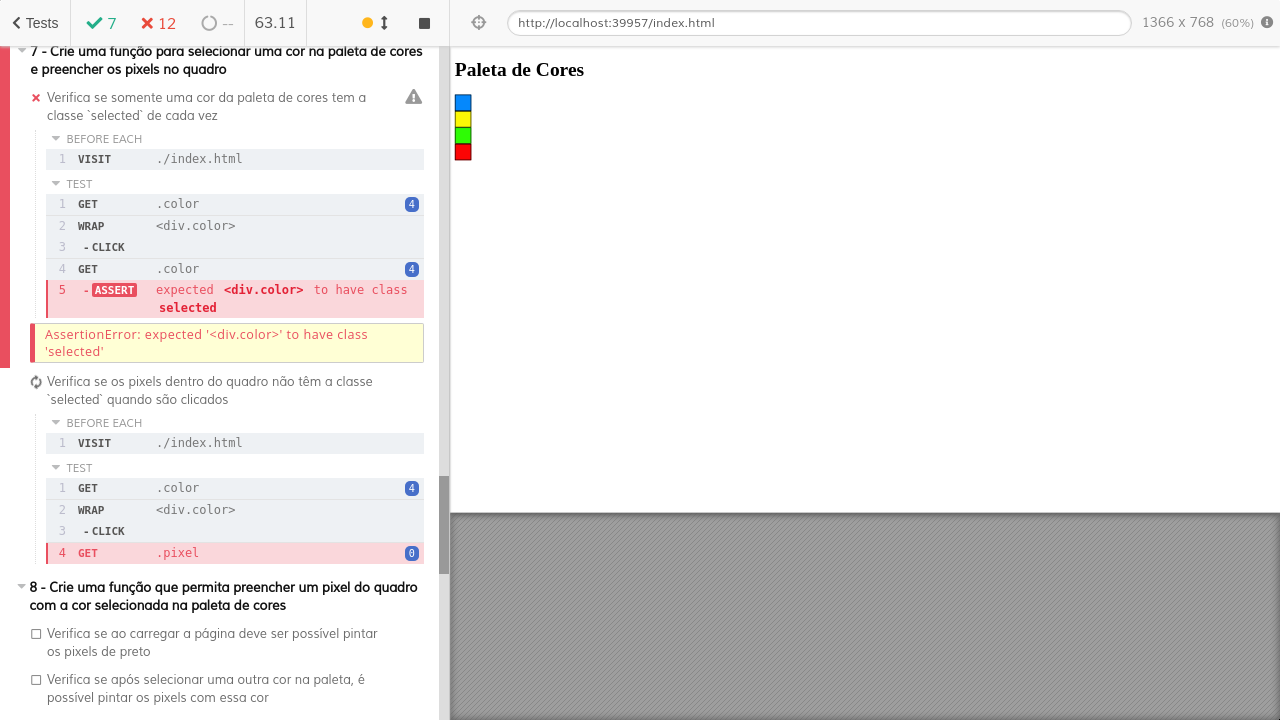 Tests
7
12
--
63.11
http://localhost:39957/index.html
1366 x 768 (60%)
7 - Crie uma função para selecionar uma cor na paleta de cores
e preencher os pixels no quadro
Verifica se somente uma cor da paleta de cores tem a
classe `selected` de cada vez
BEFORE EACH
1 VISIT ./index.html
TEST
1 GET .color 4
2 WRAP <div.color>
3 -CLICK
4 GET .color 4
5 -ASSERT expected <div.color> to have class
selected
AssertionError: expected '<div.color>' to have class
'selected'
Verifica se os pixels dentro do quadro não têm a classe
`selected` quando são clicados
BEFORE EACH
1 VISIT ./index.html
TEST
1 GET .color 4
2 WRAP <div.color>
3 -CLICK
4 GET .pixel 0
8 - Crie uma função que permita preencher um pixel do quadro
com a cor selecionada na paleta de cores
Verifica se ao carregar a página deve ser possível pintar
os pixels de preto
Verifica se após selecionar uma outra cor na paleta, é
possível pintar os pixels com essa cor
Paleta de Cores